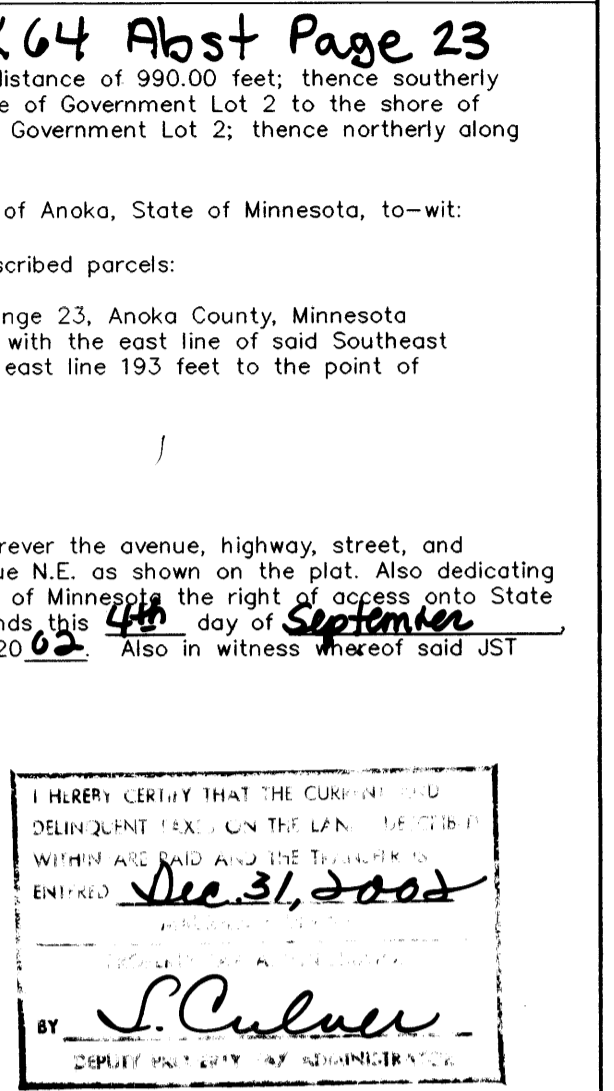 64 Abst Page 23
distance of 990.00 feet; thence southerly
e of Government Lot 2 to the shore of
Government Lot 2; thence northerly along
of Anoka, State of Minnesota, to-wit:
scribed parcels:
nge 23, Anoka County, Minnesota
with the east line of said Southeast
east line 193 feet to the point of
rever the avenue, highway, street, and
ue N.E. as shown on the plat. Also dedicating
of Minnesota the right of access onto State
nds this 4th day of September,
20 02. Also in witness whereof said JST
I HEREBY CERTIFY THAT THE CURRENT AND
DELINQUENT TAXES ON THE LAND DESCRIBED
WITHIN ARE PAID AND THE TRANSFER IS
ENTERED Dec. 31, 2002
PROPERTY TAX ADMINISTRATOR
BY S. Culver
DEPUTY PROPERTY TAX ADMINISTRATOR